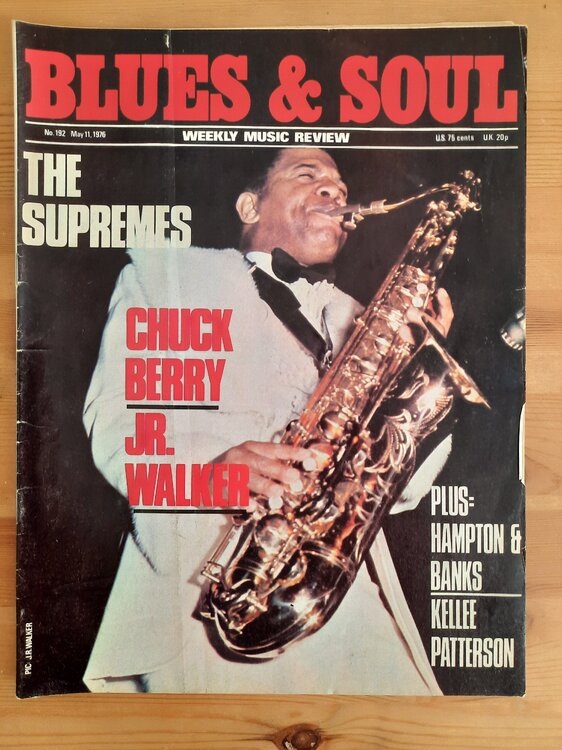 BLUES & SOUL
No. 192 May 11, 1976
WEEKLY MUSIC REVIEW
U.S. 75 cents U.K. 20p
THE
SUPREMES
CHUCK
BERRY
JR.
WALKER
PLUS:
HAMPTON &
BANKS
KELLEE
PATTERSON
PIC: J.R. WALKER